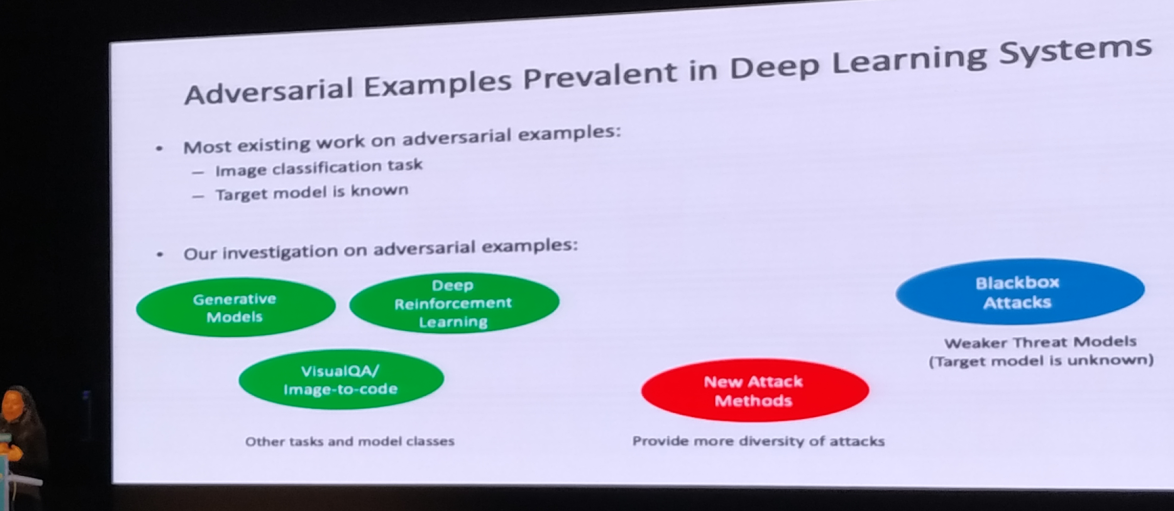 Adversarial Examples Prevalent in Deep Learning Systems
• Most existing work on adversarial examples:
– Image classification task
– Target model is known
• Our investigation on adversarial examples:
Generative
Models
Deep
Reinforcement
Learning
VisualQA/
Image-to-code
Other tasks and model classes
New Attack
Methods
Provide more diversity of attacks
Blackbox
Attacks
Weaker Threat Models
(Target model is unknown)